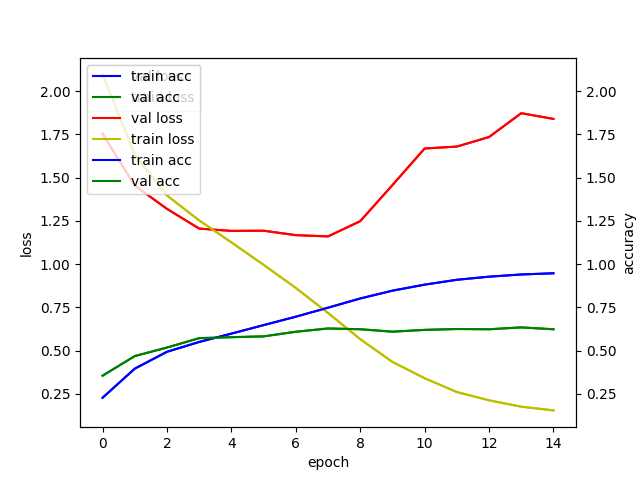 train acc
val acc
val loss
train loss
train acc
val acc
2.00
1.75
1.50
1.25
1.00
0.75
0.50
0.25
loss
2.00
1.75
1.50
1.25
1.00
0.75
0.50
0.25
accuracy
0 2 4 6 8 10 12 14
epoch